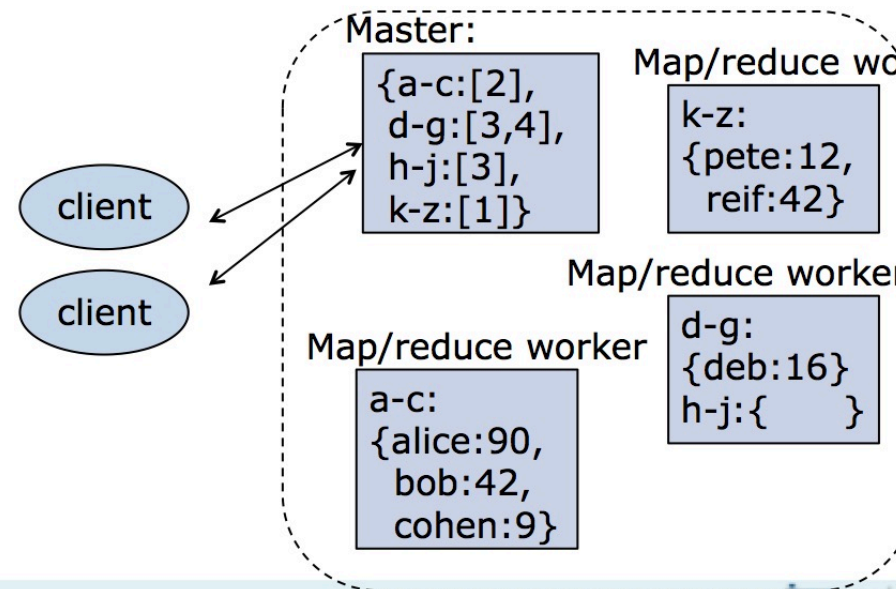 Master:
{a-c:[2],
d-g:[3,4],
h-j:[3],
k-z:[1]}
client
client
Map/reduce wo
k-z:
{pete:12,
reif:42}
Map/reduce worker
d-g:
{deb:16}
h-j:{ }
Map/reduce worker
a-c:
{alice:90,
bob:42,
cohen:9}